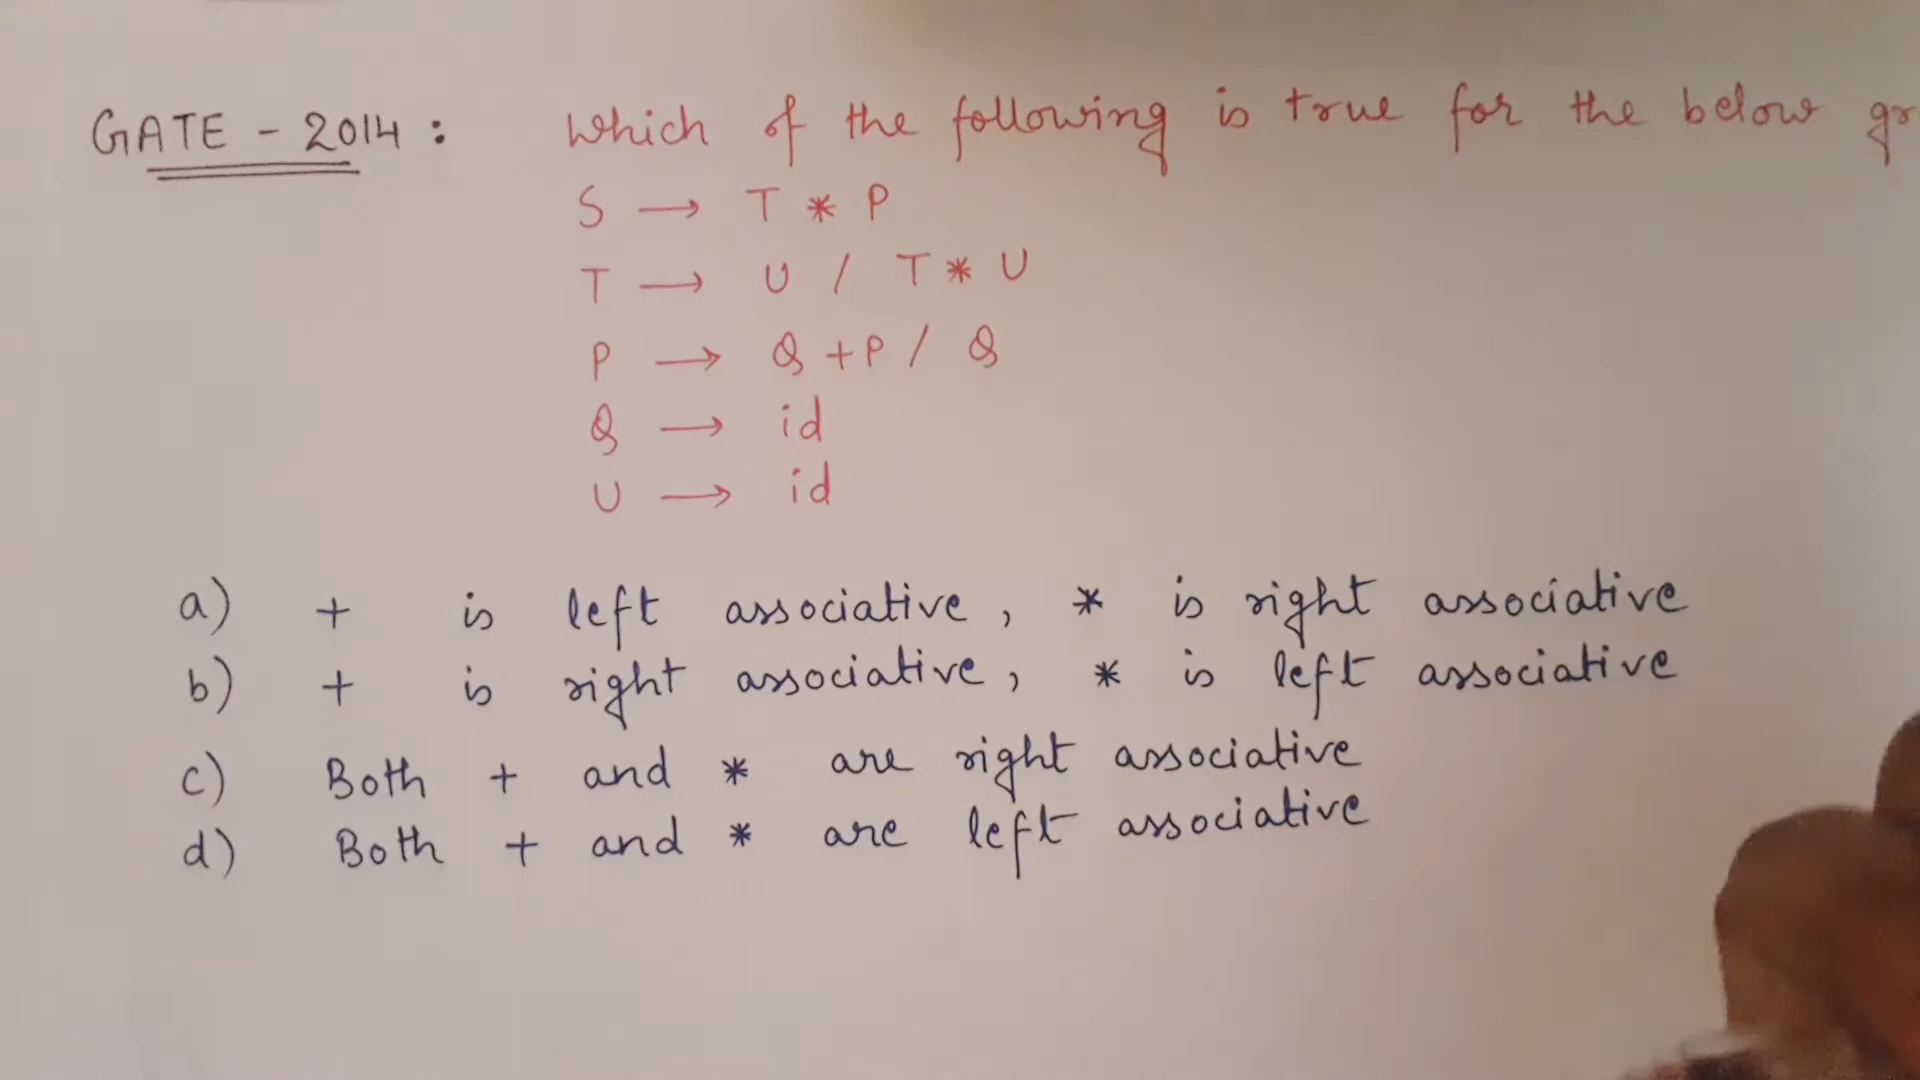 GATE - 2014 : Which of the following is true for the below gr
S → T * P
T → U / T * U
P → Q + P / Q
Q → id
U → id
a) + is left associative, * is right associative
b) + is right associative, * is left associative
c) Both + and * are right associative
d) Both + and * are left associative